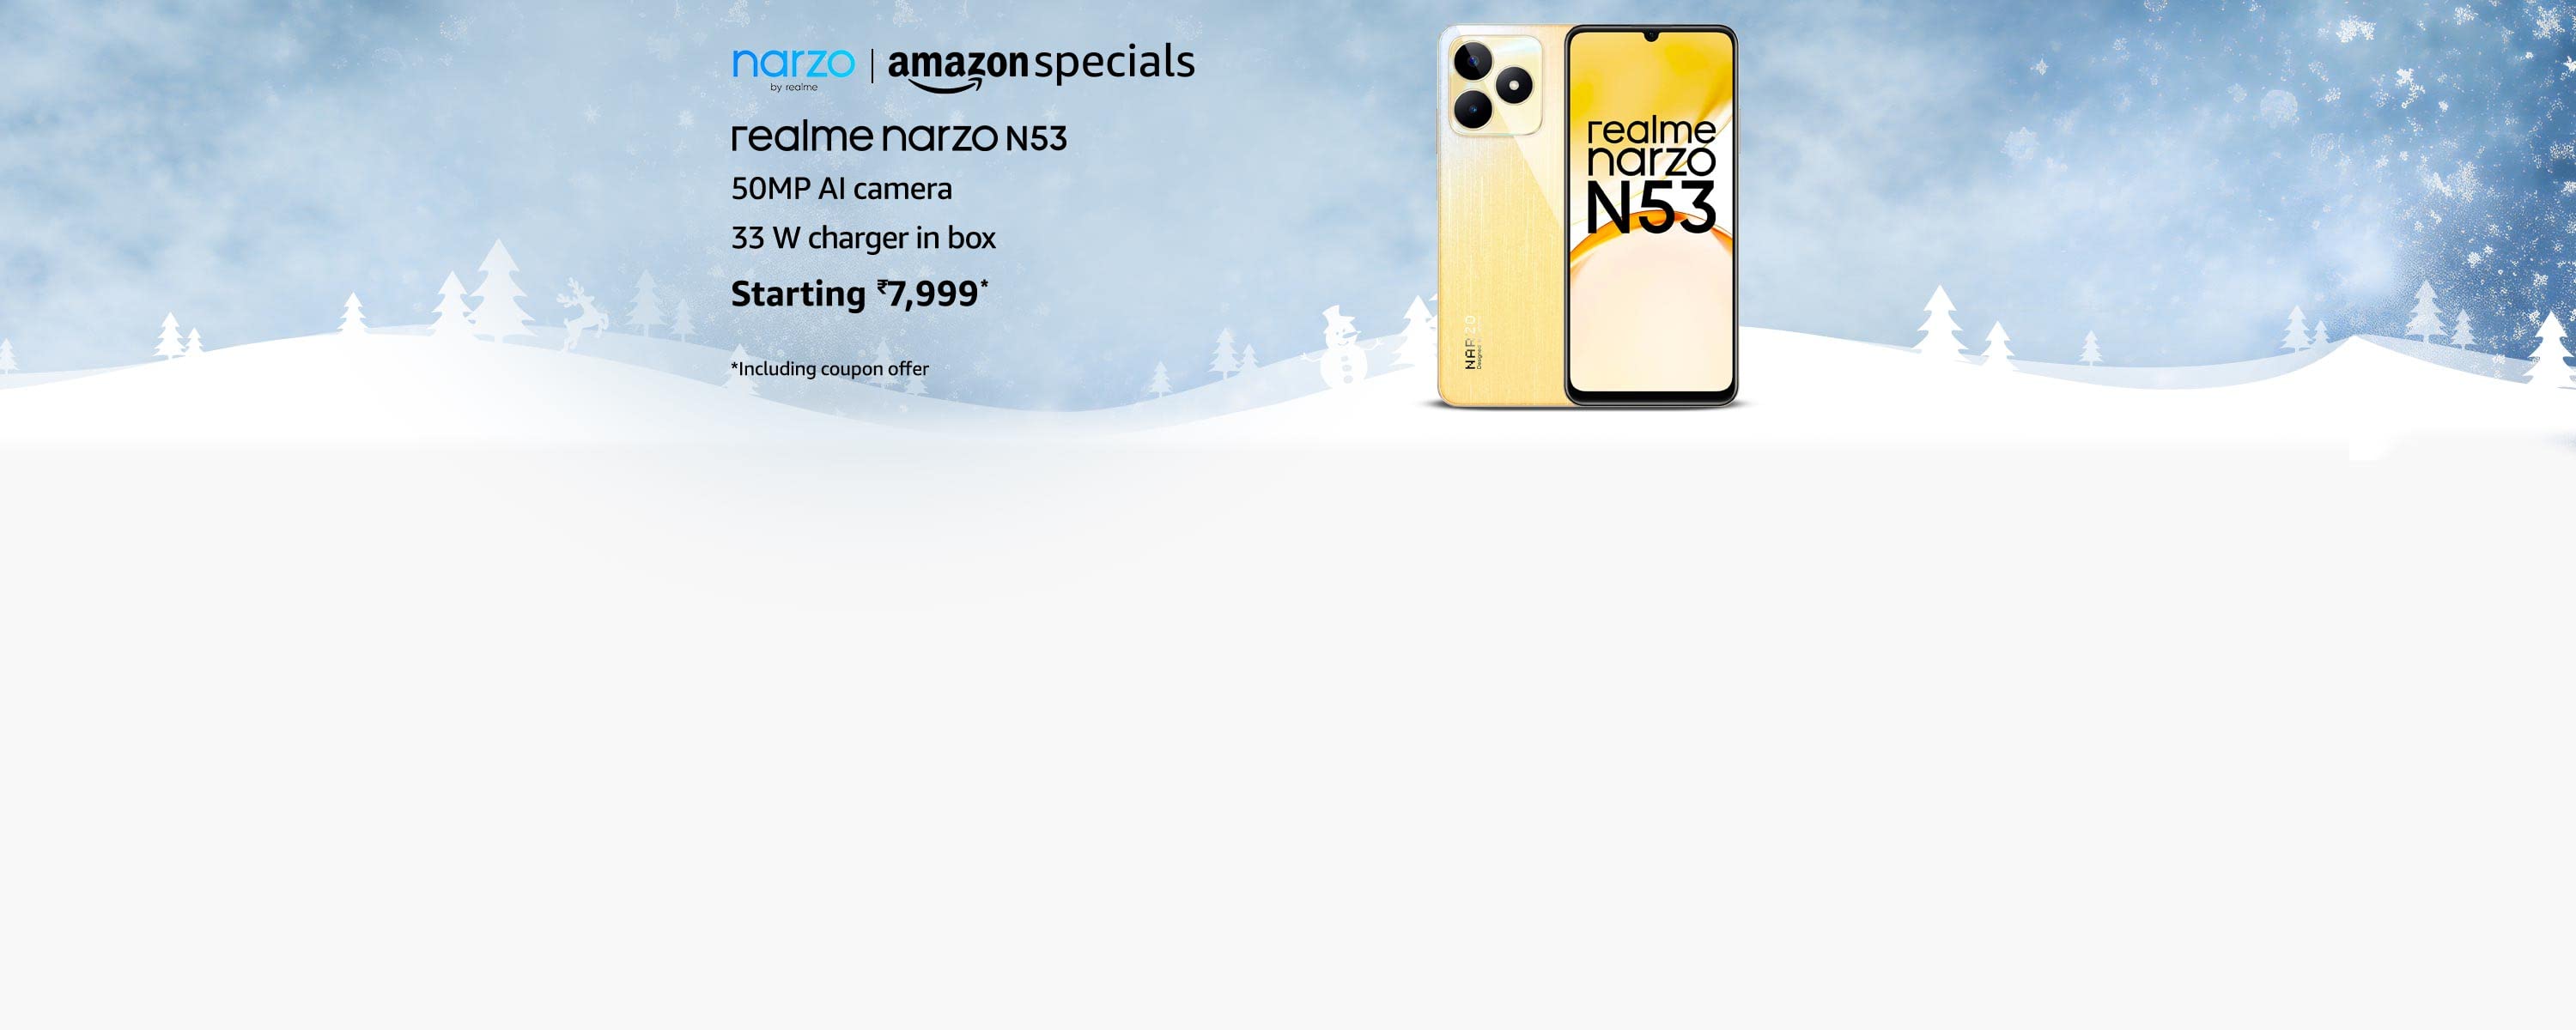 narzo | amazon specials
by realme
realme narzo N53
50MP AI camera
33 W charger in box
Starting ₹7,999*
*Including coupon offer
realme
narzo
N53
NARZO